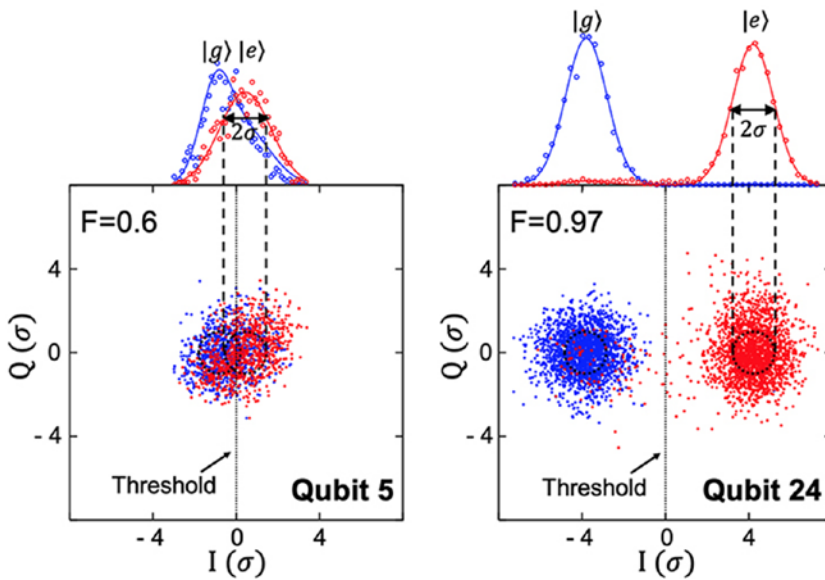 |g⟩ |e⟩
2σ
F=0.6
4
0
- 4
Q (σ)
Threshold
Qubit 5
- 4 0 4
I (σ)
|g⟩ |e⟩
2σ
F=0.97
4
0
- 4
Q (σ)
Threshold
Qubit 24
- 4 0 4
I (σ)